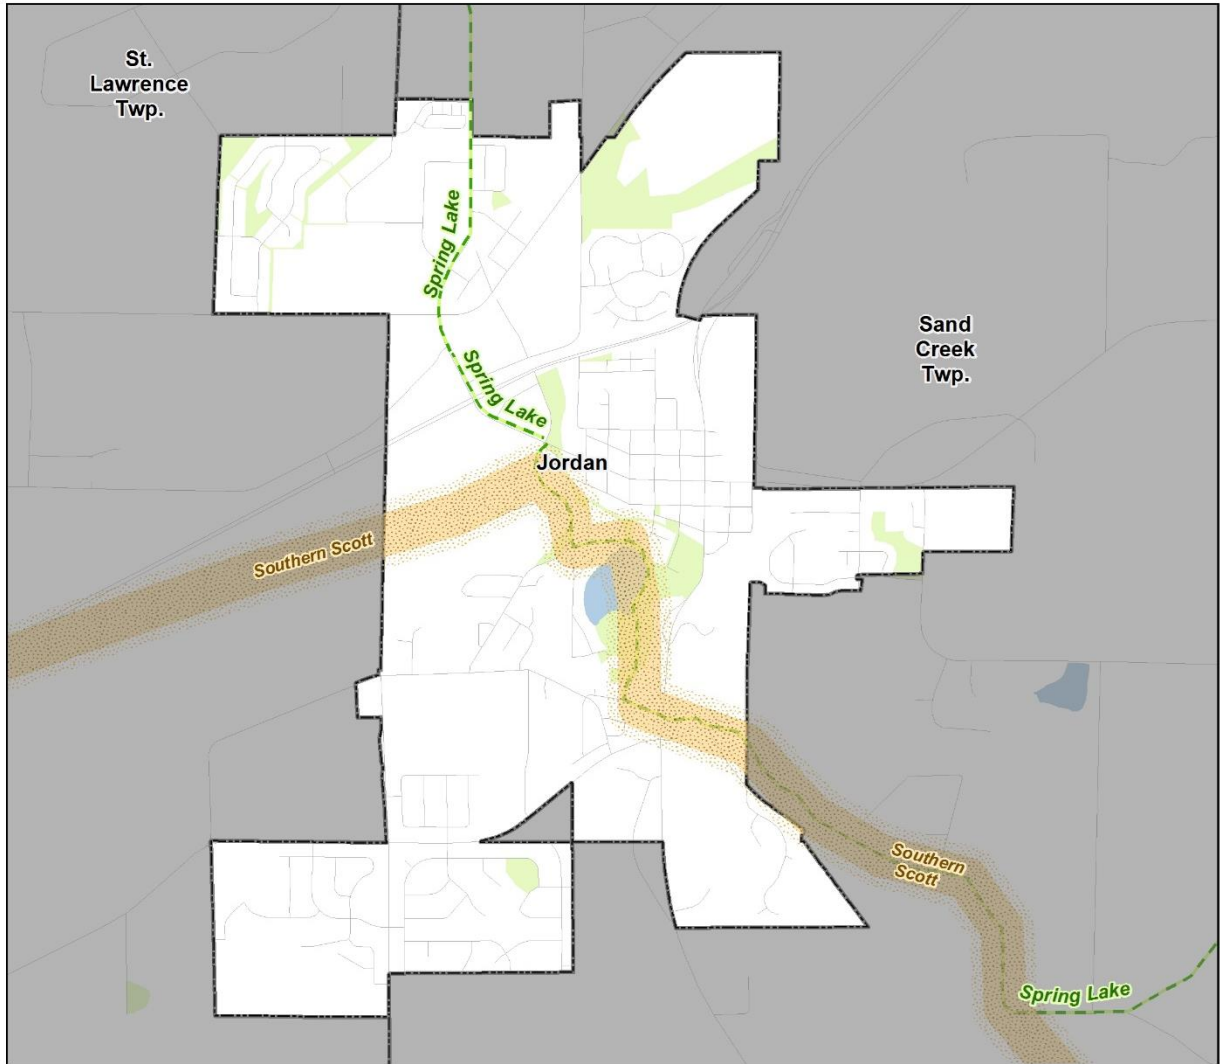 St.
Lawrence
Twp.
Spring Lake
Sand
Creek
Twp.
Spring Lake
Jordan
Southern Scott
Southern
Scott
Spring Lake